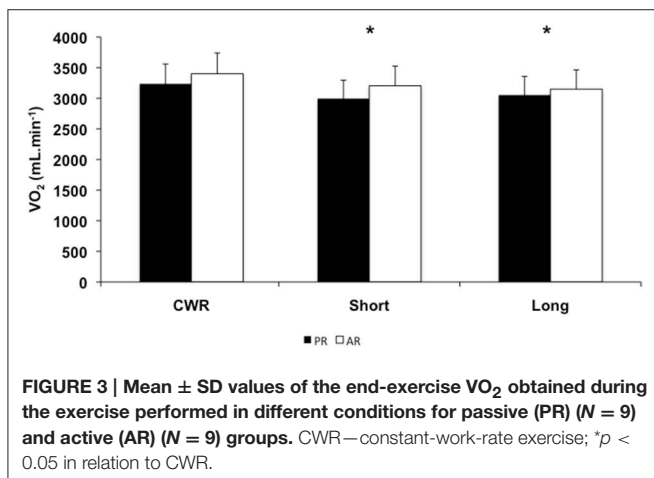 4000
3500
3000
2500
2000
1500
1000
500
0
VO₂ (mL.min⁻¹)
*
*
CWR
Short
Long
PR
AR
FIGURE 3 | Mean ± SD values of the end-exercise VO₂ obtained during
the exercise performed in different conditions for passive (PR) (N = 9)
and active (AR) (N = 9) groups. CWR—constant-work-rate exercise; *p <
0.05 in relation to CWR.